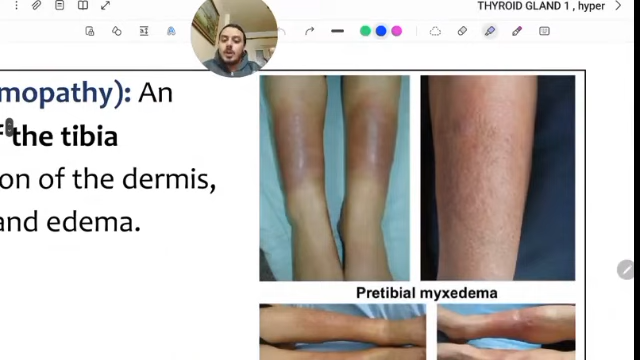 THYROID GLAND 1 , hyper
mopathy): An
the tibia
on of the dermis,
and edema.
Pretibial myxedema